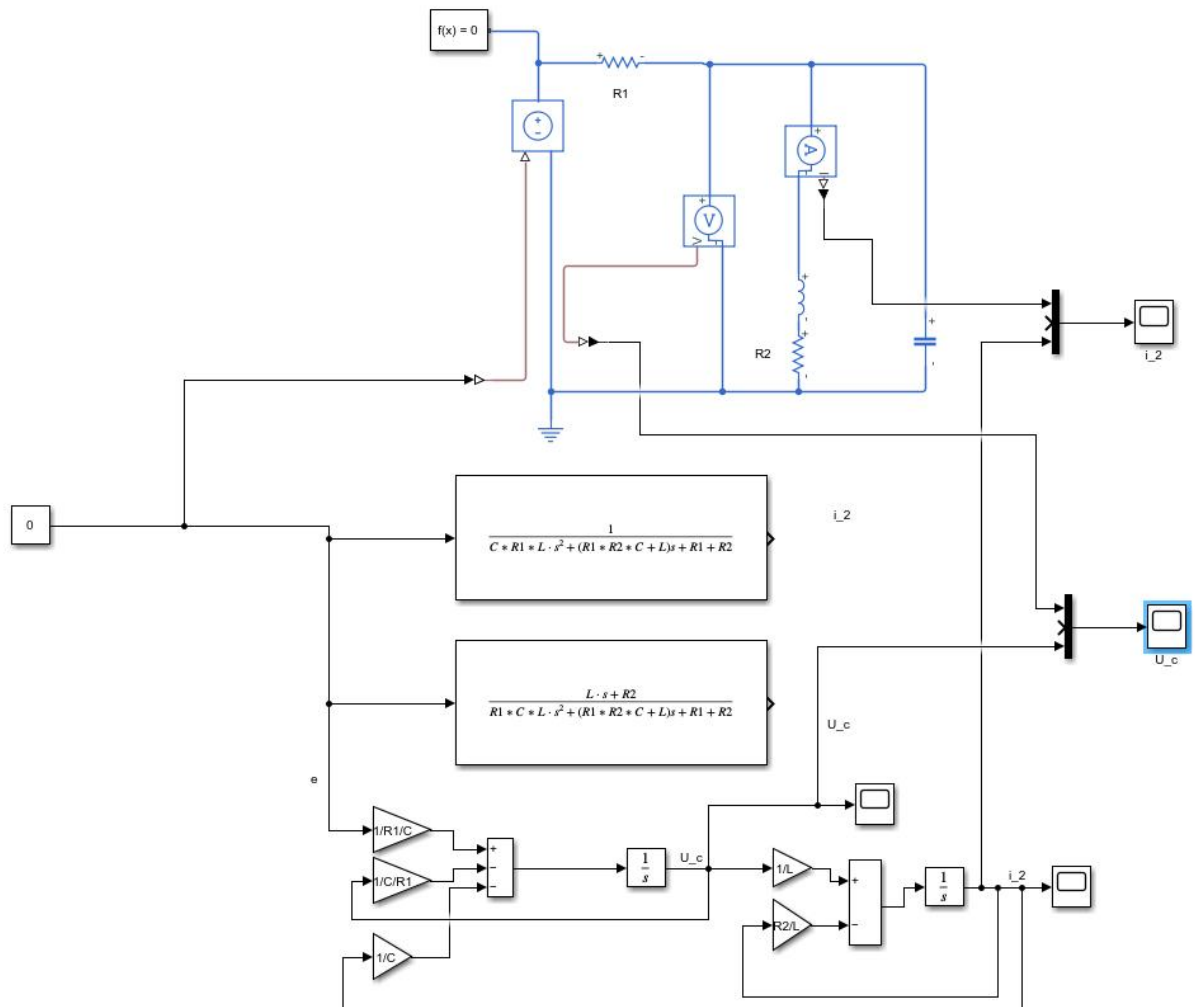 f(x) = 0
+
-
R1
+
-
+
A
I
+
V
V
+
-
R2
+
-
+
-
i_2
0
1
C * R1 * L · s² + (R1 * R2 * C + L)s + R1 + R2
i_2
L · s + R2
R1 * C * L · s² + (R1 * R2 * C + L)s + R1 + R2
U_c
U_c
e
1/R1/C
+
−
−
1/C/R1
1
s
U_c
1/L
+
−
R2/L
1
s
i_2
1/C